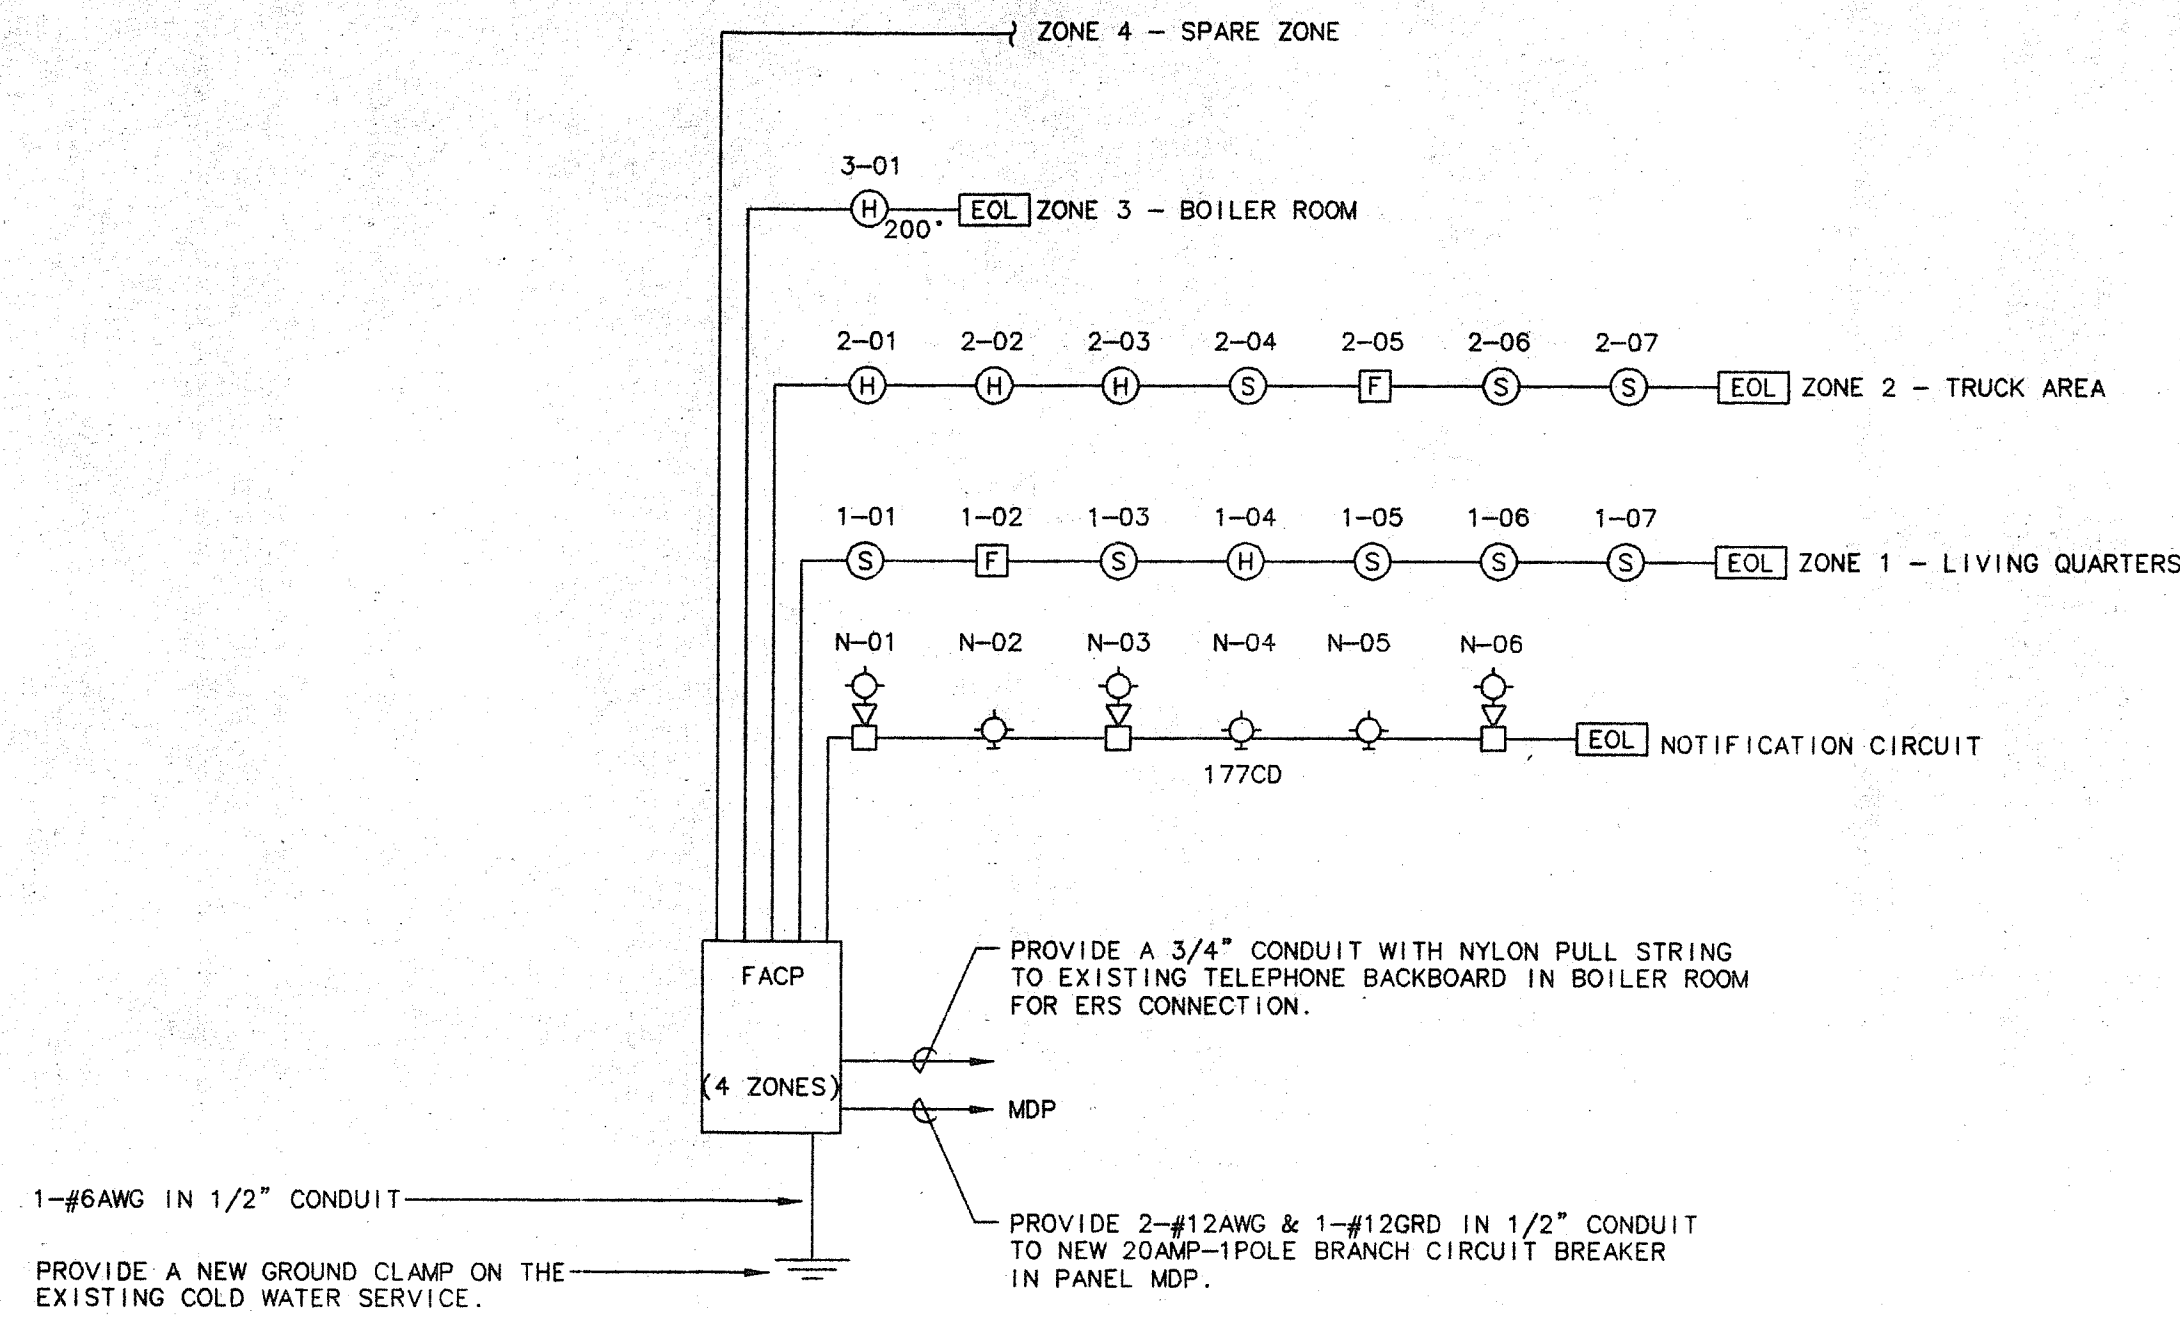 ZONE 4 – SPARE ZONE
3–01
H
EOL
ZONE 3 – BOILER ROOM
200°
2–01 2–02 2–03 2–04 2–05 2–06 2–07
H H H S F S S EOL ZONE 2 – TRUCK AREA
1–01 1–02 1–03 1–04 1–05 1–06 1–07
S F S H S S S EOL ZONE 1 – LIVING QUARTERS
N–01 N–02 N–03 N–04 N–05 N–06
EOL NOTIFICATION CIRCUIT
177CD
FACP
(4 ZONES)
PROVIDE A 3/4" CONDUIT WITH NYLON PULL STRING
TO EXISTING TELEPHONE BACKBOARD IN BOILER ROOM
FOR ERS CONNECTION.
MDP
1–#6AWG IN 1/2" CONDUIT
PROVIDE 2–#12AWG & 1–#12GRD IN 1/2" CONDUIT
TO NEW 20AMP–1POLE BRANCH CIRCUIT BREAKER
IN PANEL MDP.
PROVIDE A NEW GROUND CLAMP ON THE
EXISTING COLD WATER SERVICE.